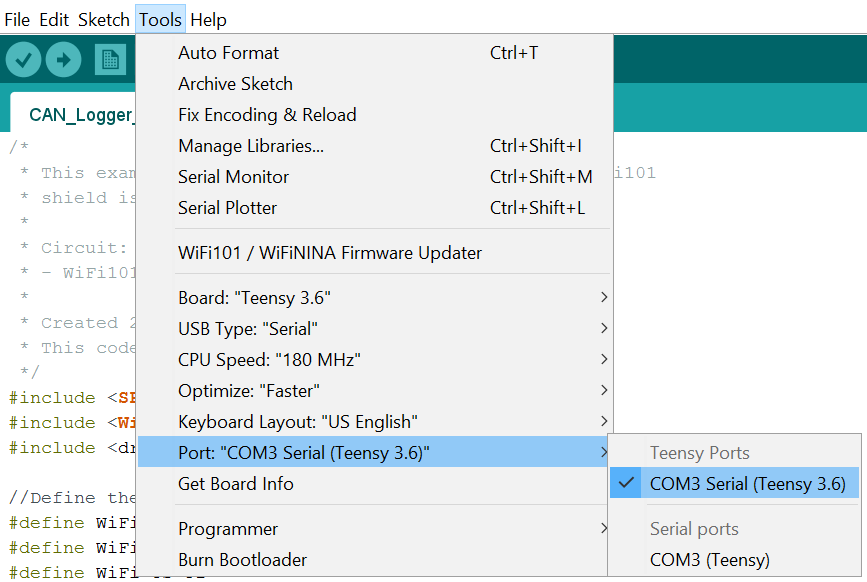 File Edit Sketch Tools Help
Auto Format Ctrl+T
Archive Sketch
Fix Encoding & Reload
Manage Libraries... Ctrl+Shift+I
Serial Monitor Ctrl+Shift+M
Serial Plotter Ctrl+Shift+L
WiFi101 / WiFiNINA Firmware Updater
Board: "Teensy 3.6"
USB Type: "Serial"
CPU Speed: "180 MHz"
Optimize: "Faster"
Keyboard Layout: "US English"
Port: "COM3 Serial (Teensy 3.6)"
Get Board Info
Programmer
Burn Bootloader
Teensy Ports
COM3 Serial (Teensy 3.6)
Serial ports
COM3 (Teensy)
CAN_Logger_
/*
* This exam i101
* shield is
*
* Circuit:
* - WiFi101
*
* Created 2
* This code
*/
#include <SP
#include <Wi
#include <dr
//Define the
#define WiFi
#define WiFi
#define WiFi